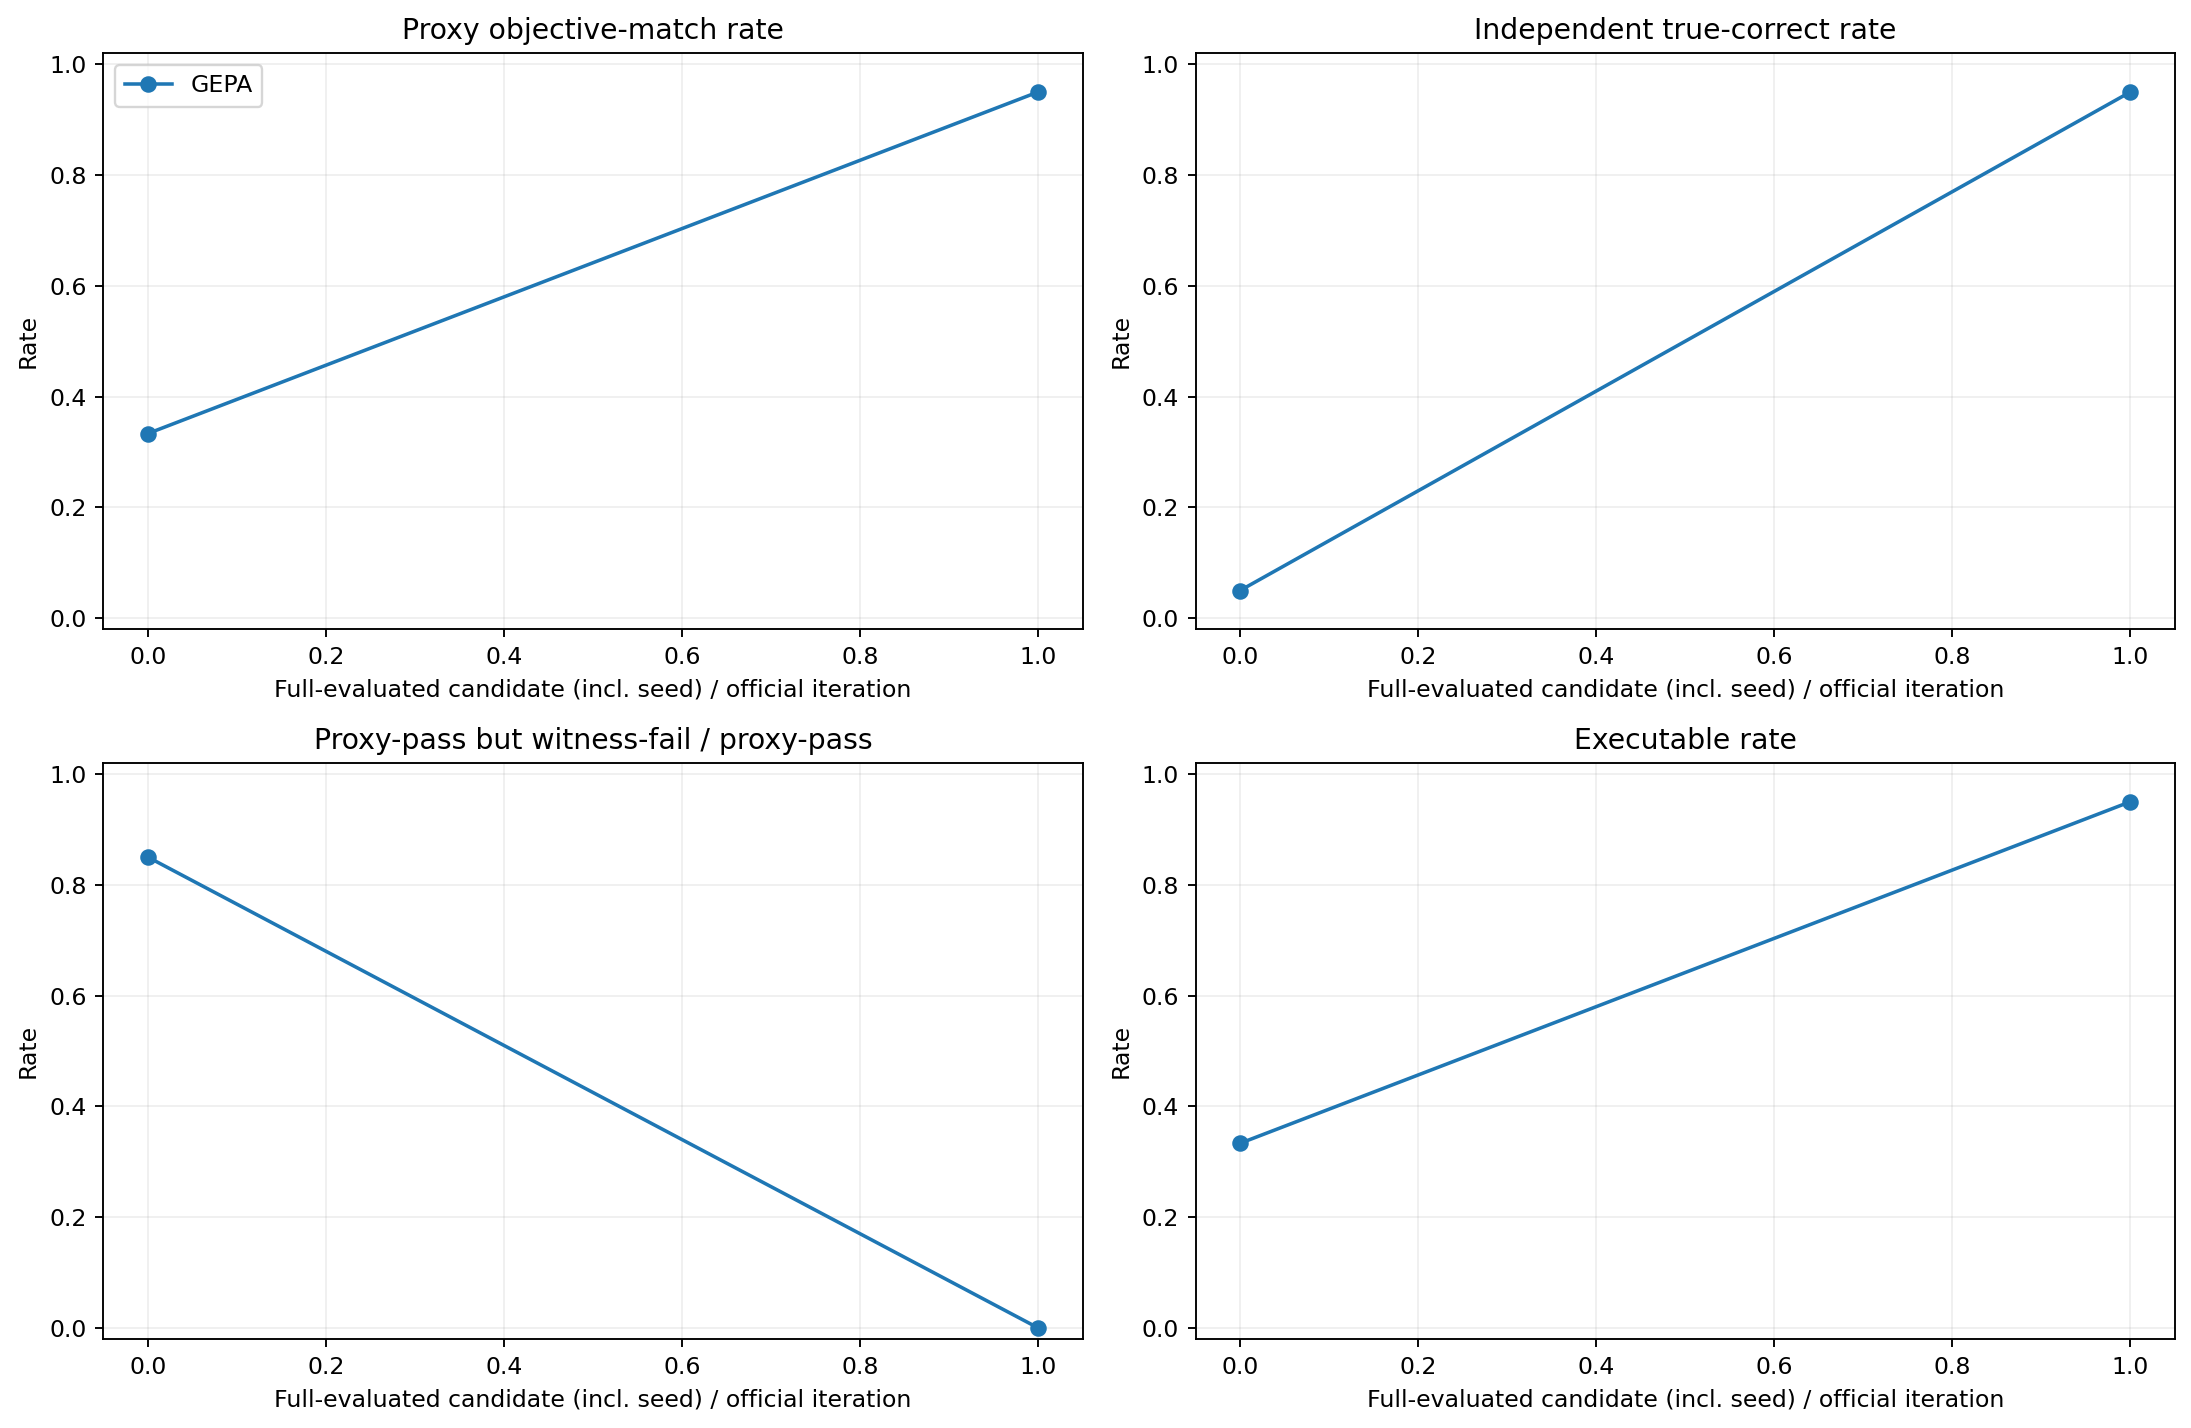 Proxy objective-match rate
1.0
0.8
0.6
0.4
0.2
0.0
Rate
GEPA
0.0 0.2 0.4 0.6 0.8 1.0
Full-evaluated candidate (incl. seed) / official iteration
Independent true-correct rate
1.0
0.8
0.6
0.4
0.2
0.0
Rate
0.0 0.2 0.4 0.6 0.8 1.0
Full-evaluated candidate (incl. seed) / official iteration
Proxy-pass but witness-fail / proxy-pass
1.0
0.8
0.6
0.4
0.2
0.0
Rate
0.0 0.2 0.4 0.6 0.8 1.0
Full-evaluated candidate (incl. seed) / official iteration
Executable rate
1.0
0.8
0.6
0.4
0.2
0.0
Rate
0.0 0.2 0.4 0.6 0.8 1.0
Full-evaluated candidate (incl. seed) / official iteration